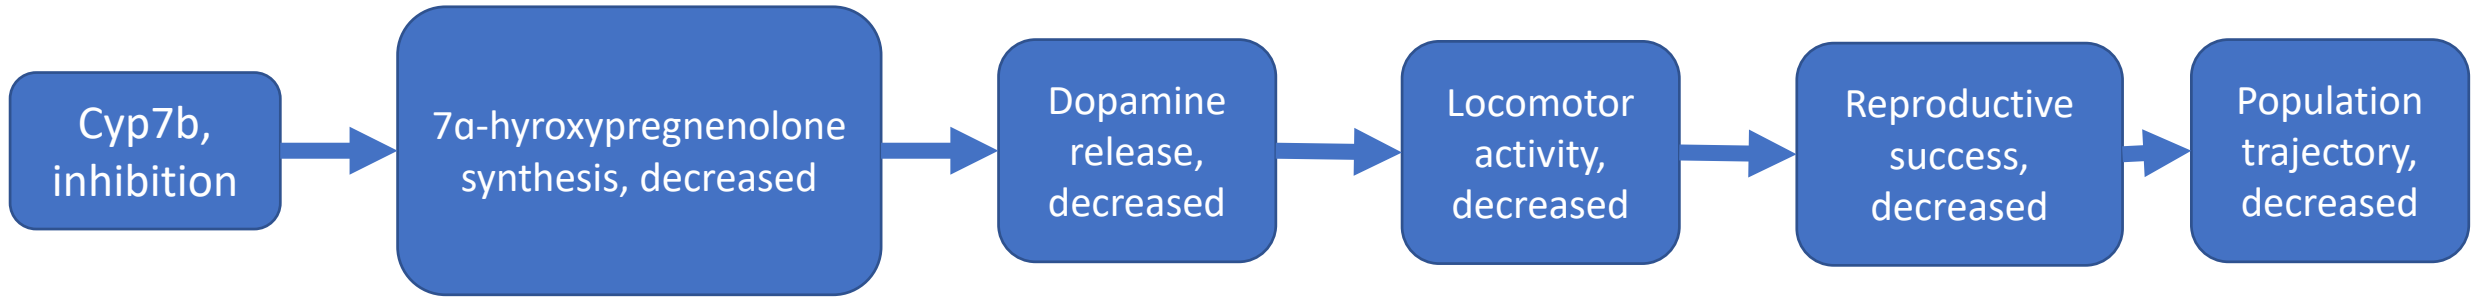 Cyp7b,
inhibition
7α-hyroxypregnenolone
synthesis, decreased
Dopamine
release,
decreased
Locomotor
activity,
decreased
Reproductive
success,
decreased
Population
trajectory,
decreased